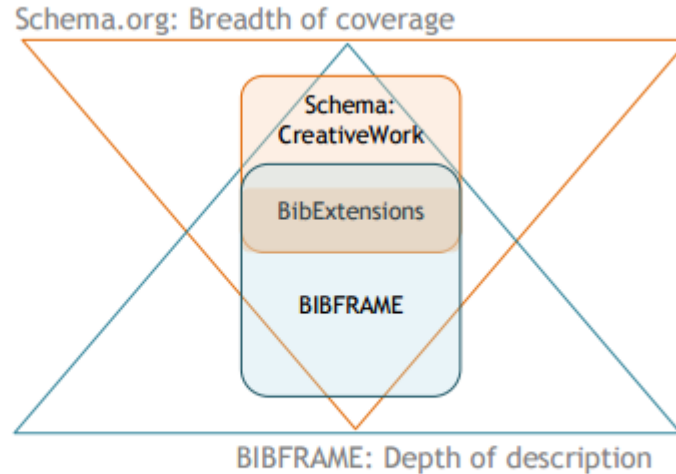 Schema.org: Breadth of coverage
Schema:
CreativeWork
BibExtensions
BIBFRAME
BIBFRAME: Depth of description